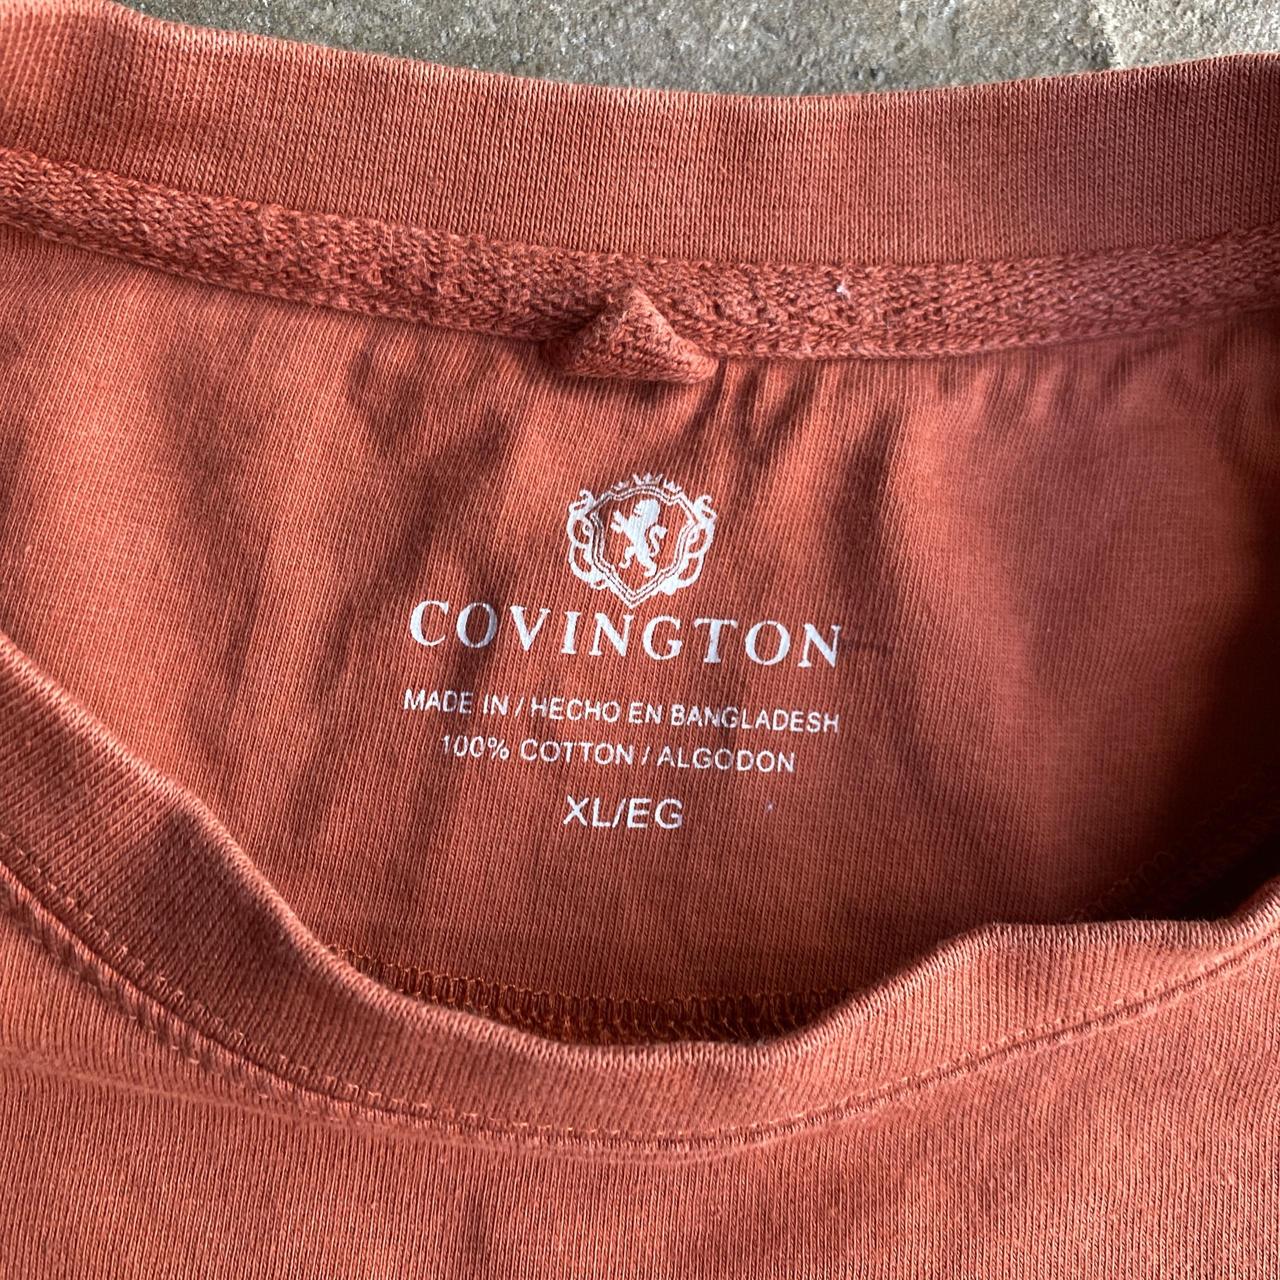 COVINGTON
MADE IN / HECHO EN BANGLADESH
100% COTTON / ALGODON
XL/EG